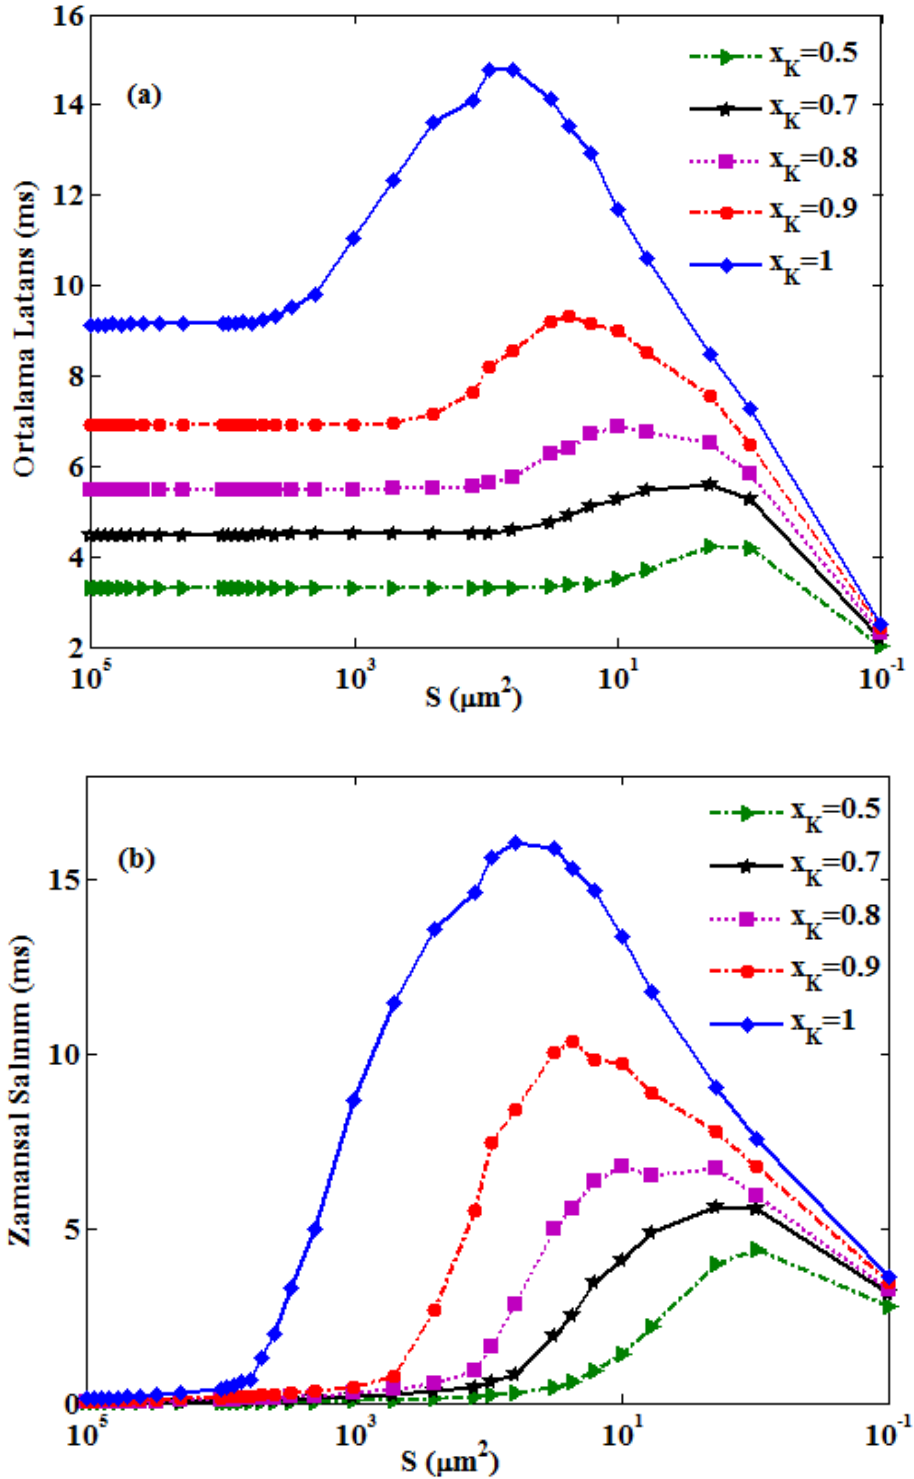 16
14
12
10
8
6
4
2
Ortalama Latans (ms)
(a)
x_K=0.5
x_K=0.7
x_K=0.8
x_K=0.9
x_K=1
10^5
10^3
10^1
10^-1
S (μm^2)
15
10
5
0
Zamansal Salınım (ms)
(b)
x_K=0.5
x_K=0.7
x_K=0.8
x_K=0.9
x_K=1
10^5
10^3
10^1
10^-1
S (μm^2)